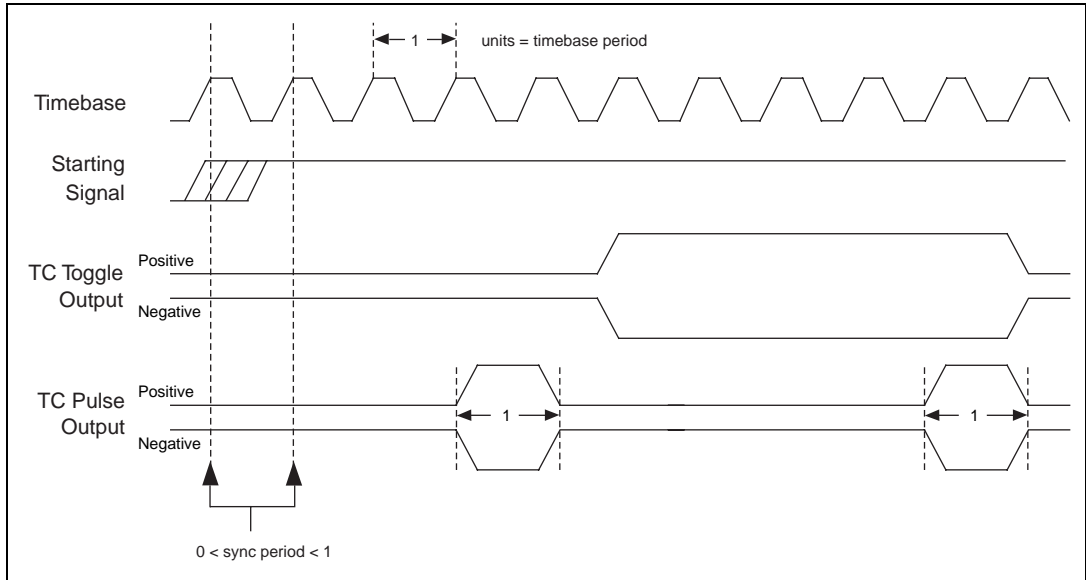 1
units = timebase period
Timebase
Starting
Signal
TC Toggle
Output
Positive
Negative
TC Pulse
Output
Positive
Negative
1
1
0 < sync period < 1